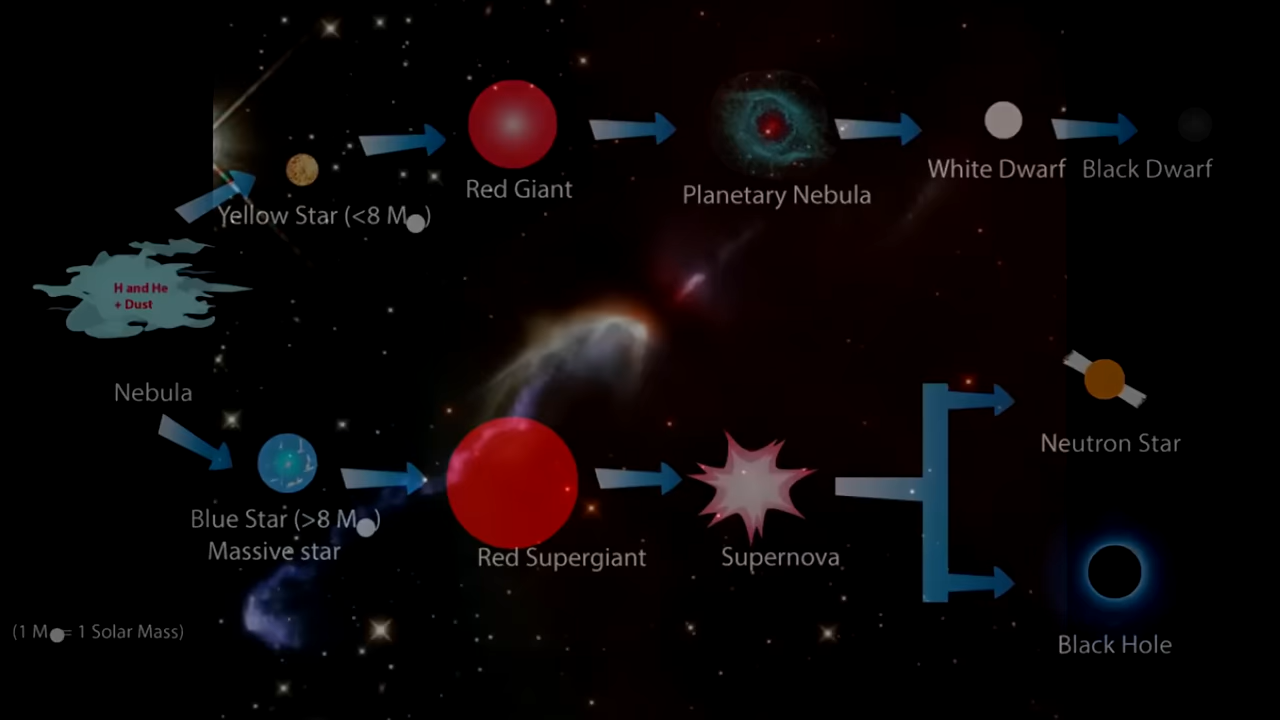 Red Giant
Planetary Nebula
White Dwarf
Black Dwarf
Yellow Star (<8 M )
H and He
+ Dust
Nebula
Blue Star (>8 M )
Massive star
Red Supergiant
Supernova
Neutron Star
Black Hole
(1 M = 1 Solar Mass)